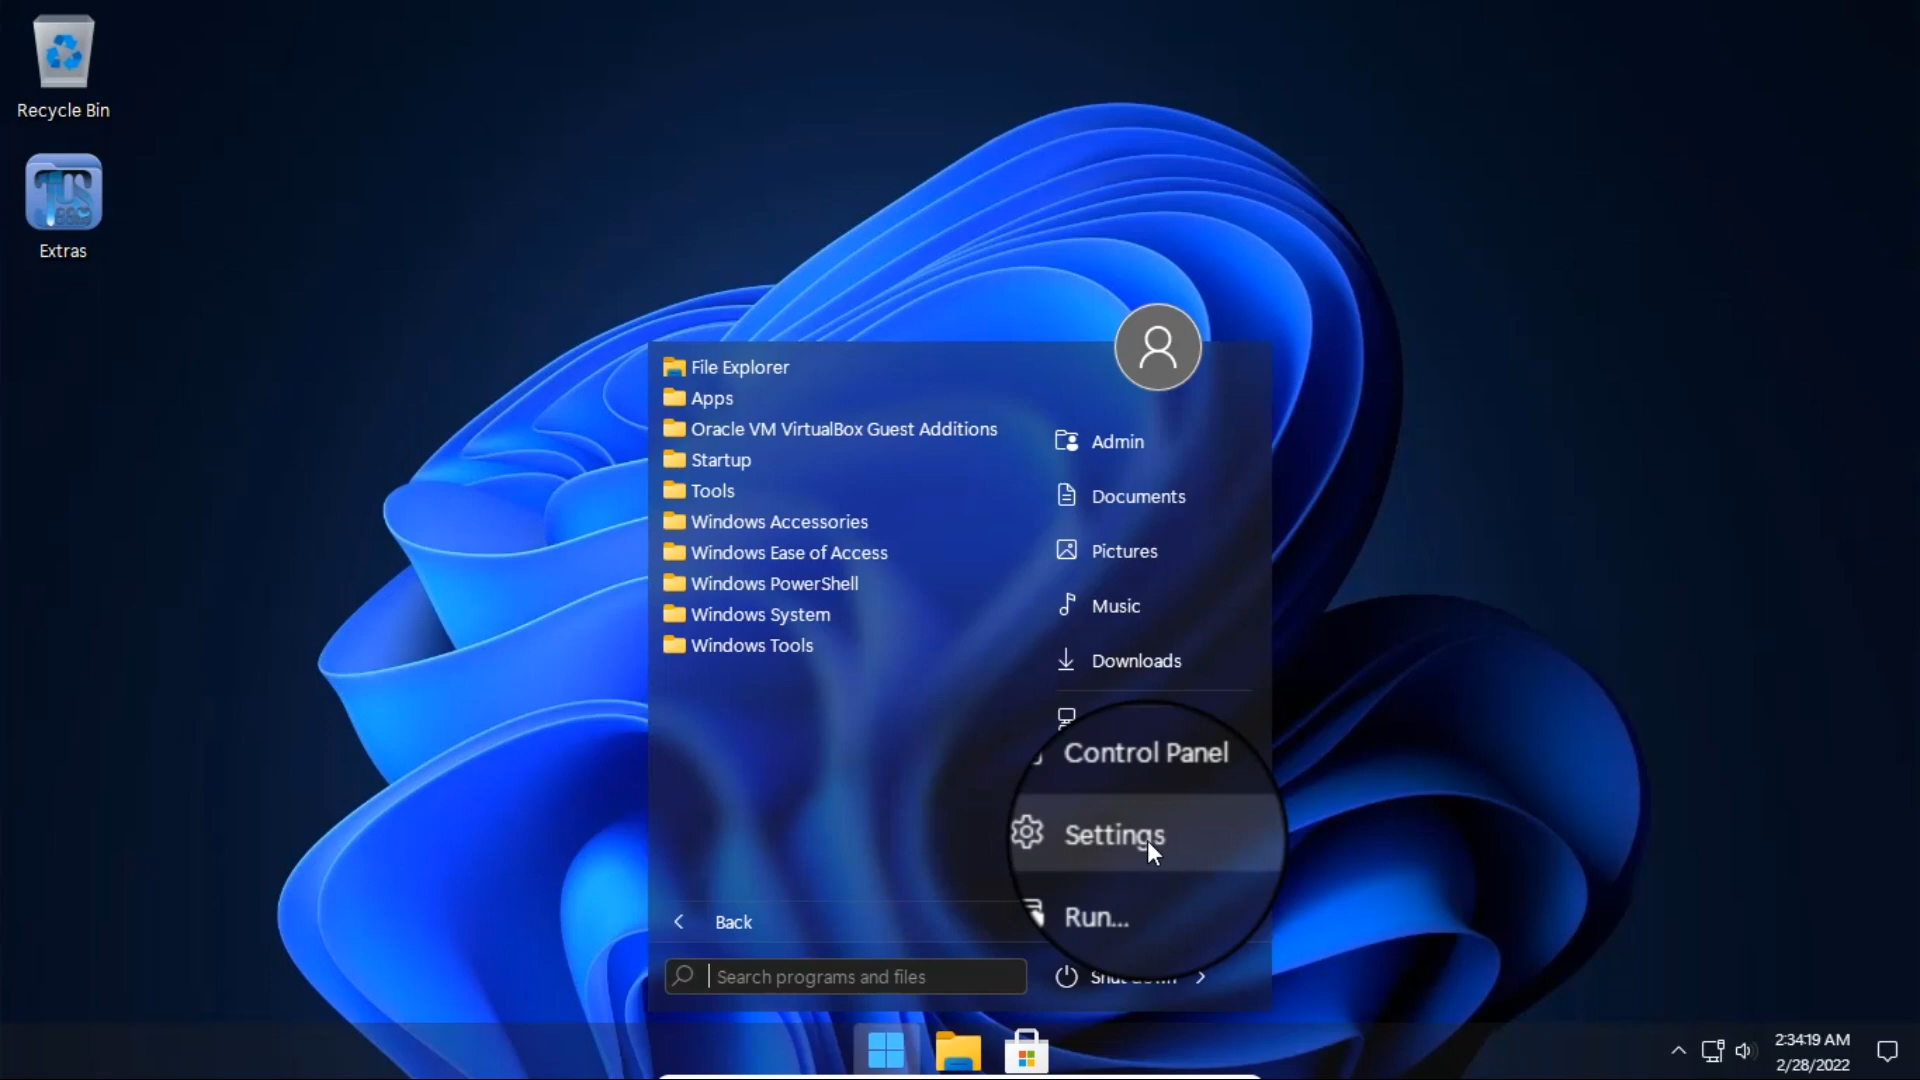 Recycle Bin
Extras
File Explorer
Apps
Oracle VM VirtualBox Guest Additions
Startup
Tools
Windows Accessories
Windows Ease of Access
Windows PowerShell
Windows System
Windows Tools
Back
Search programs and files
Admin
Documents
Pictures
Music
Downloads
Control Panel
Settings
Run...
2:34:19 AM
2/28/2022